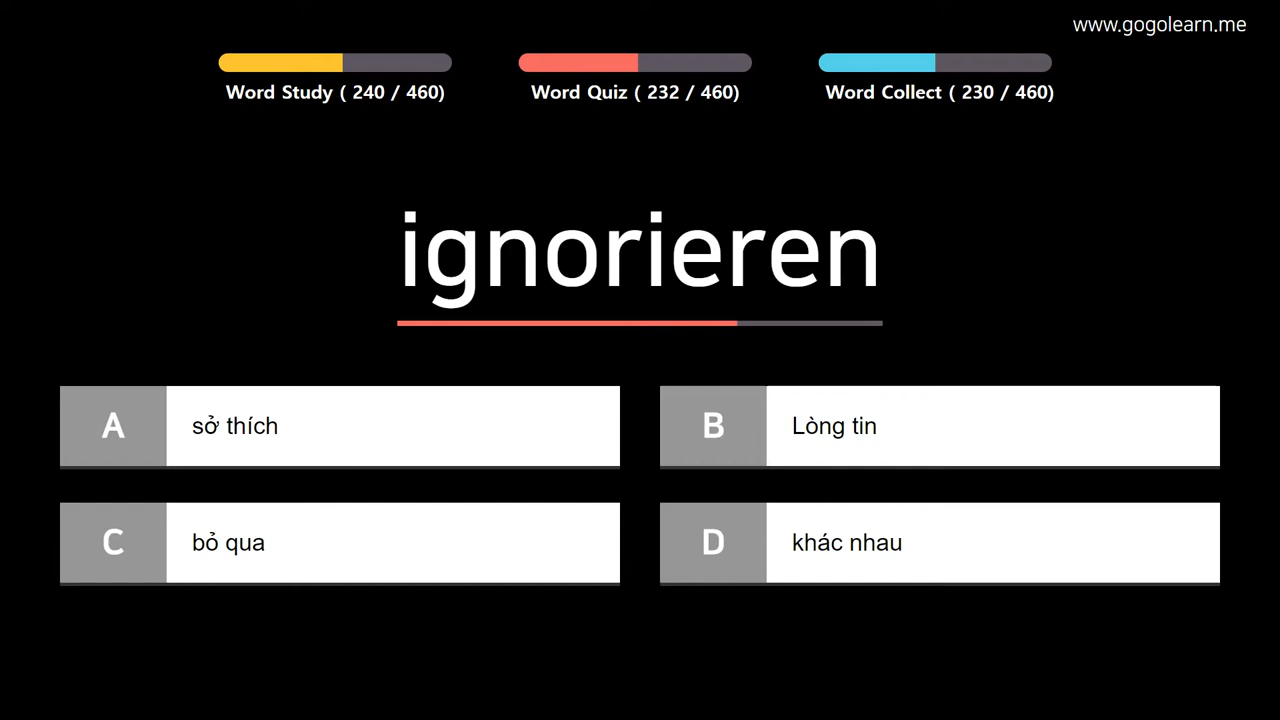 www.gogolearn.me
Word Study ( 240 / 460)
Word Quiz ( 232 / 460)
Word Collect ( 230 / 460)
ignorieren
A sở thích
B Lòng tin
C bỏ qua
D khác nhau